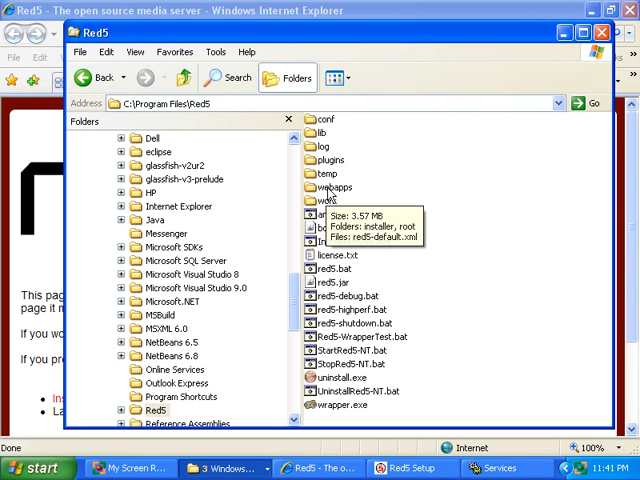 Red5 - The open source media server - Windows Internet Explorer
File
Edit
Red5
File Edit View Favorites Tools Help
Back Search Folders
Address C:\Program Files\Red5 Go
Folders
Dell
eclipse
glassfish-v2ur2
glassfish-v3-prelude
HP
Internet Explorer
Java
Messenger
Microsoft SDKs
Microsoft SQL Server
Microsoft Visual Studio 8
Microsoft Visual Studio 9.0
Microsoft.NET
MSBuild
MSXML 6.0
NetBeans 6.5
NetBeans 6.8
Online Services
Outlook Express
Program Shortcuts
Red5
Reference Assemblies
conf
lib
log
plugins
temp
webapps
work
Size: 3.57 MB
Folders: installer, root
Files: red5-default.xml
license.txt
red5.bat
red5.jar
red5-debug.bat
red5-highperf.bat
red5-shutdown.bat
Red5-WrapperTest.bat
StartRed5-NT.bat
StopRed5-NT.bat
uninstall.exe
UninstallRed5-NT.bat
wrapper.exe
This pag
page it m
If you wo
If you pre
Ins
La
Done Internet 100%
start My Screen R... 3 Windows... Red5 - The o... Red5 Setup Services 11:41 PM